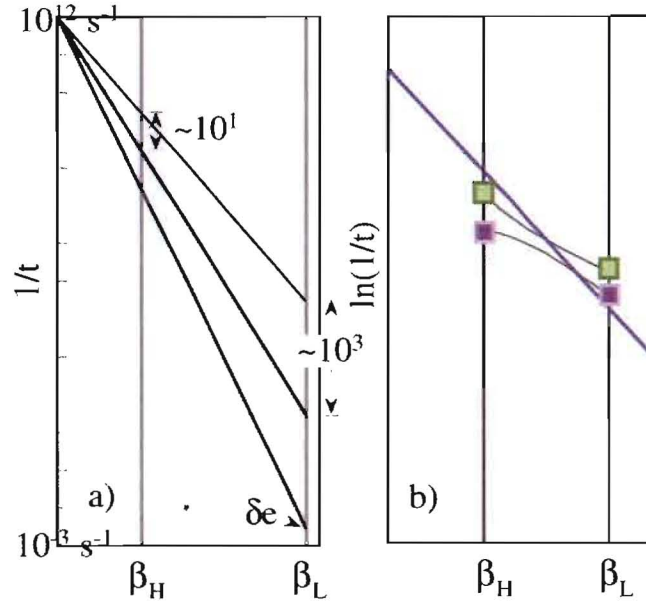 10¹² s⁻¹
~10¹
1/t
~10³
a)
δe
10⁻³ s⁻¹
β_H
β_L
ln(1/t)
b)
β_H
β_L